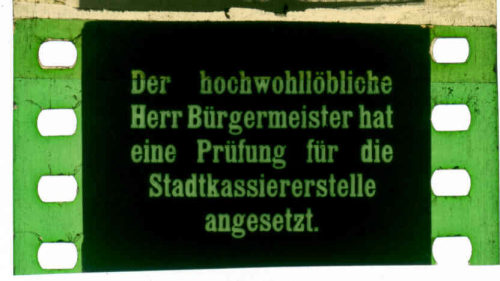 Der hochwohllöbliche
Herr Bürgermeister hat
eine Prüfung für die
Stadtkassiererstelle
angesetzt.